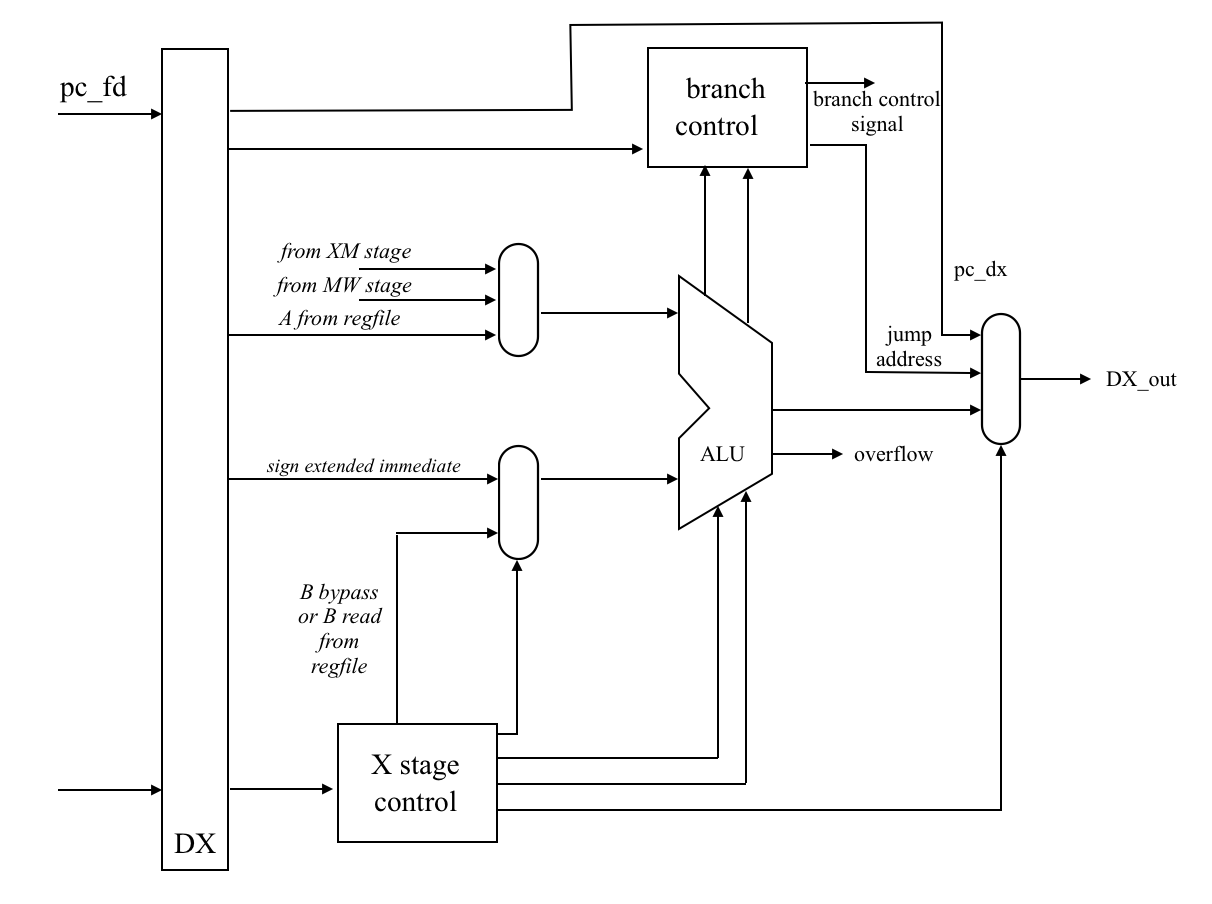 pc_fd
branch
control
branch control
signal
from XM stage
from MW stage
A from regfile
pc_dx
jump
address
DX_out
ALU
overflow
sign extended immediate
B bypass
or B read
from
regfile
X stage
control
DX